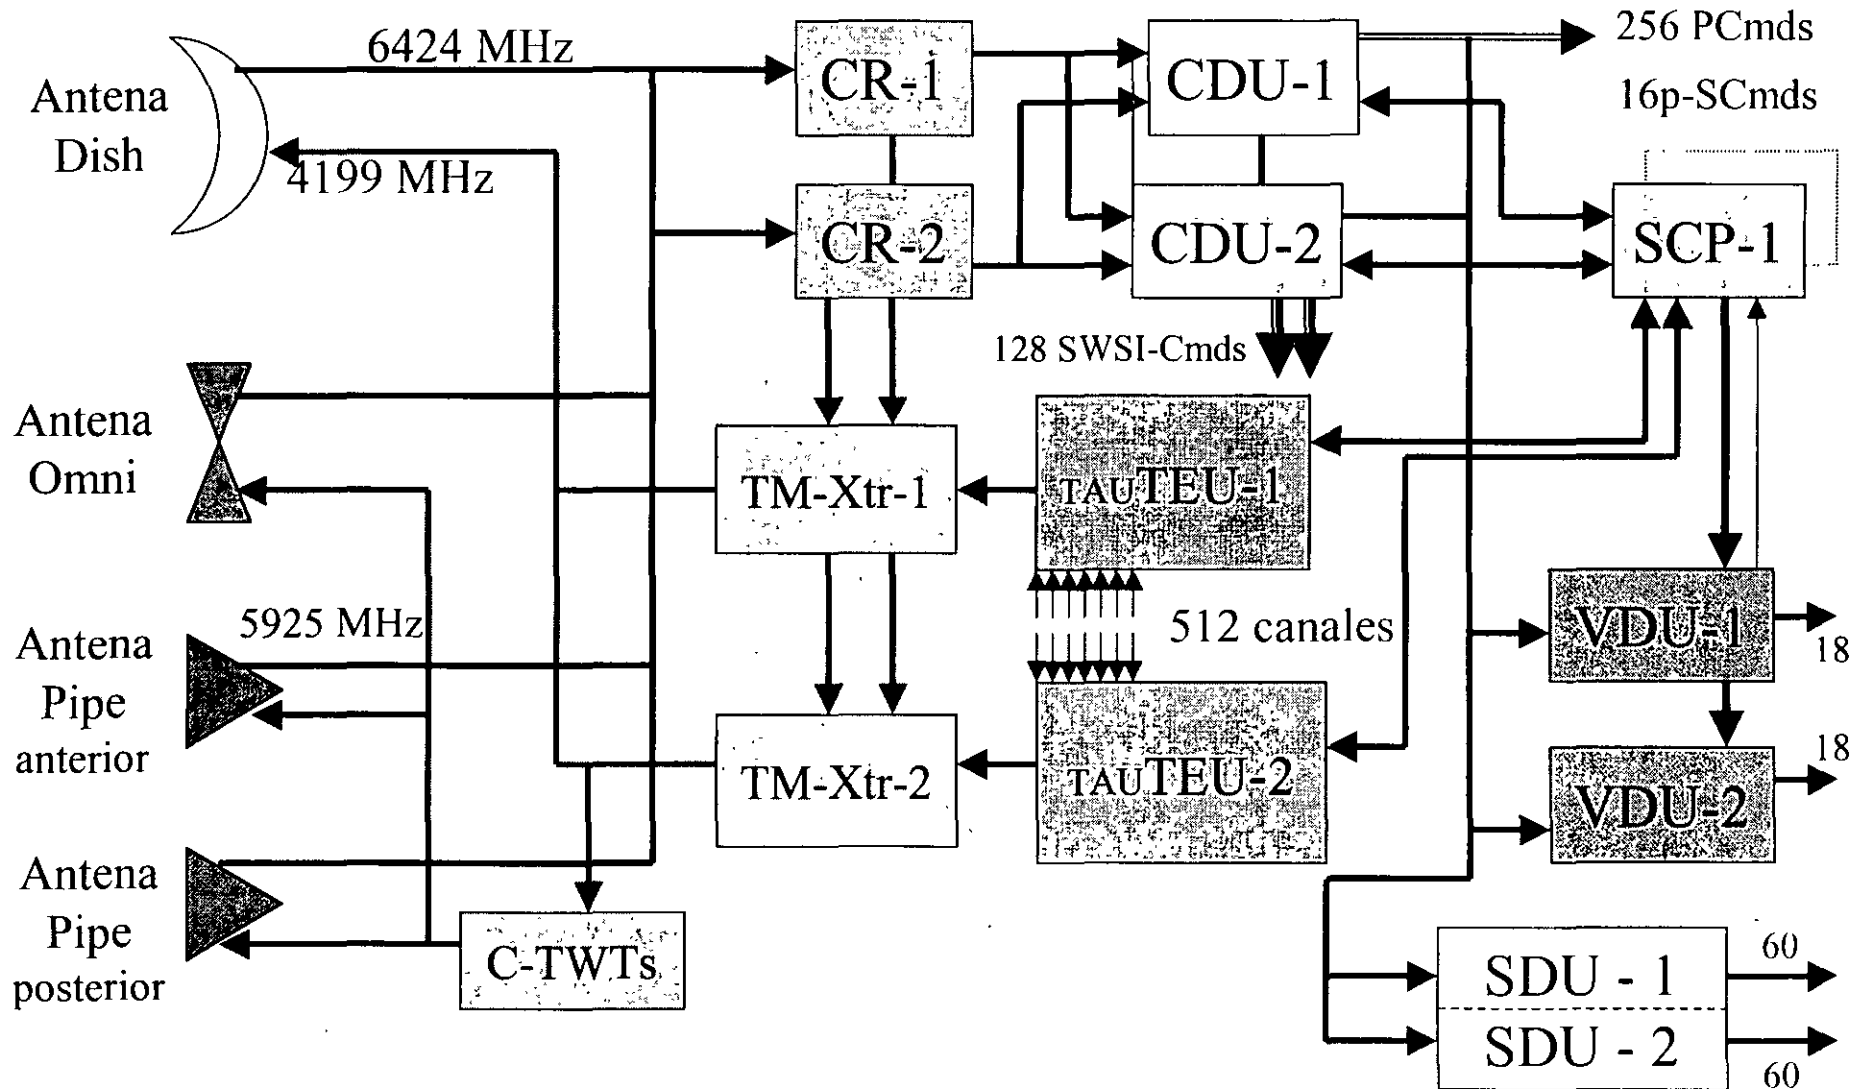 6424 MHz
Antena
Dish
4199 MHz
CR-1
CR-2
CDU-1
CDU-2
256 PCmds
16p-SCmds
SCP-1
128 SWSI-Cmds
Antena
Omni
TM-Xtr-1
TAUTEU-1
512 canales
5925 MHz
Antena
Pipe
anterior
VDU-1
18
TM-Xtr-2
TAUTEU-2
VDU-2
18
Antena
Pipe
posterior
C-TWTs
SDU - 1
60
SDU - 2
60